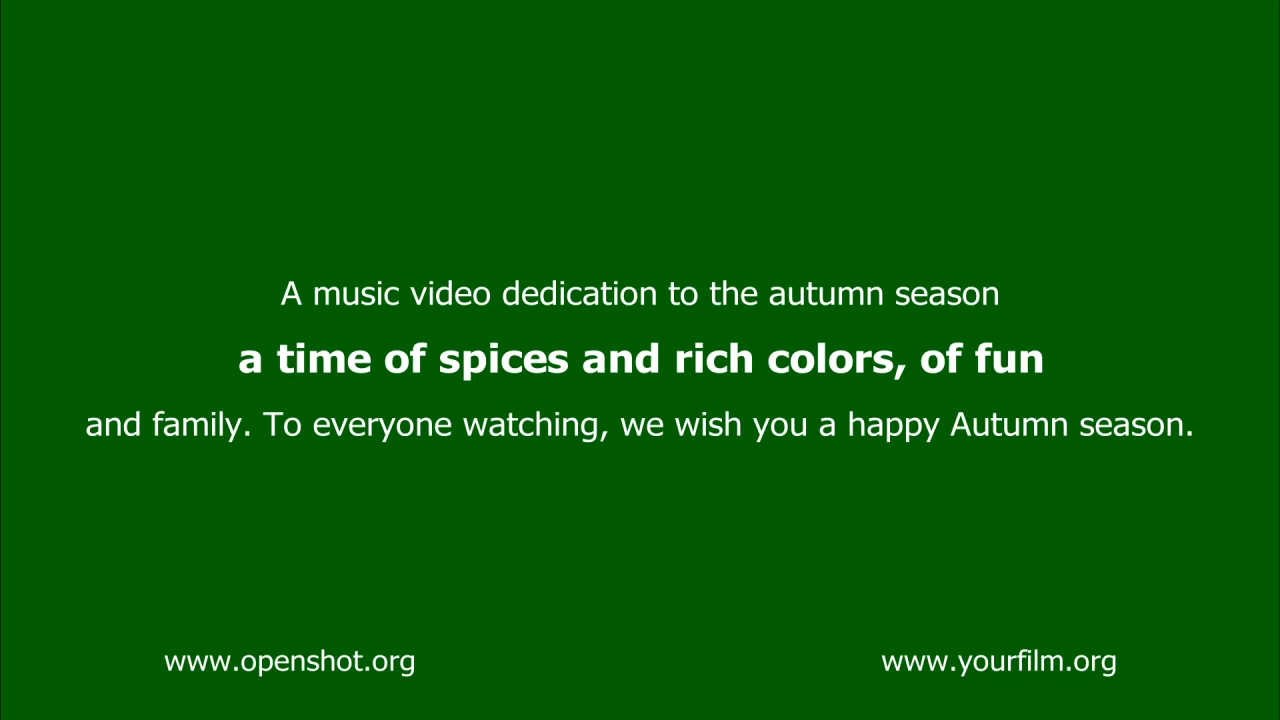 A music video dedication to the autumn season
a time of spices and rich colors, of fun
and family. To everyone watching, we wish you a happy Autumn season.
www.openshot.org
www.yourfilm.org